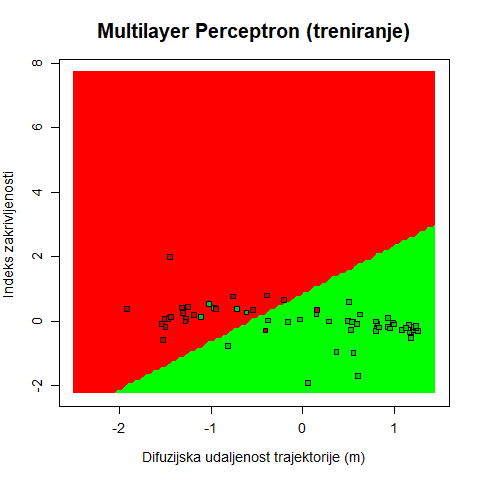 Multilayer Perceptron (treniranje)
Indeks zakrivljenosti
8
6
4
2
0
-2
-2 -1 0 1
Difuzijska udaljenost trajektorije (m)